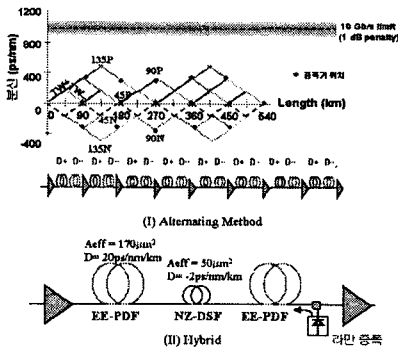 1200
800
400
0
-400
분산 (ps/nm)
10 Gb/s limit
(1 dB penalty)
● 중폭기 위치
135P
90P
45P
45N
90N
135N
0 90 180 270 360 450 540
Length (km)
D+ D- D+ D- D+ D- D+ D- D+ D- D+ D- D+ D- D+ D-
(I) Alternating Method
Aeff = 170μm²
D= 20ps/nm/km
Aeff = 50μm²
D= -2ps/nm/km
EE-PDF NZ-DSF EE-PDF
라만 증폭
(II) Hybrid